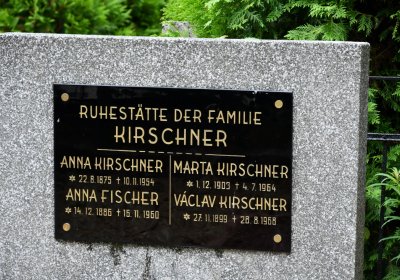 RUHESTÄTTE DER FAMILIE
KIRSCHNER
ANNA KIRSCHNER
* 22. 8. 1875 † 10. 11. 1954
ANNA FISCHER
* 14. 12. 1886 † 15. 11. 1960
MARTA KIRSCHNER
* 1. 12. 1903 † 4. 7. 1964
VÁCLAV KIRSCHNER
* 27. 11. 1899 † 28. 8. 1968